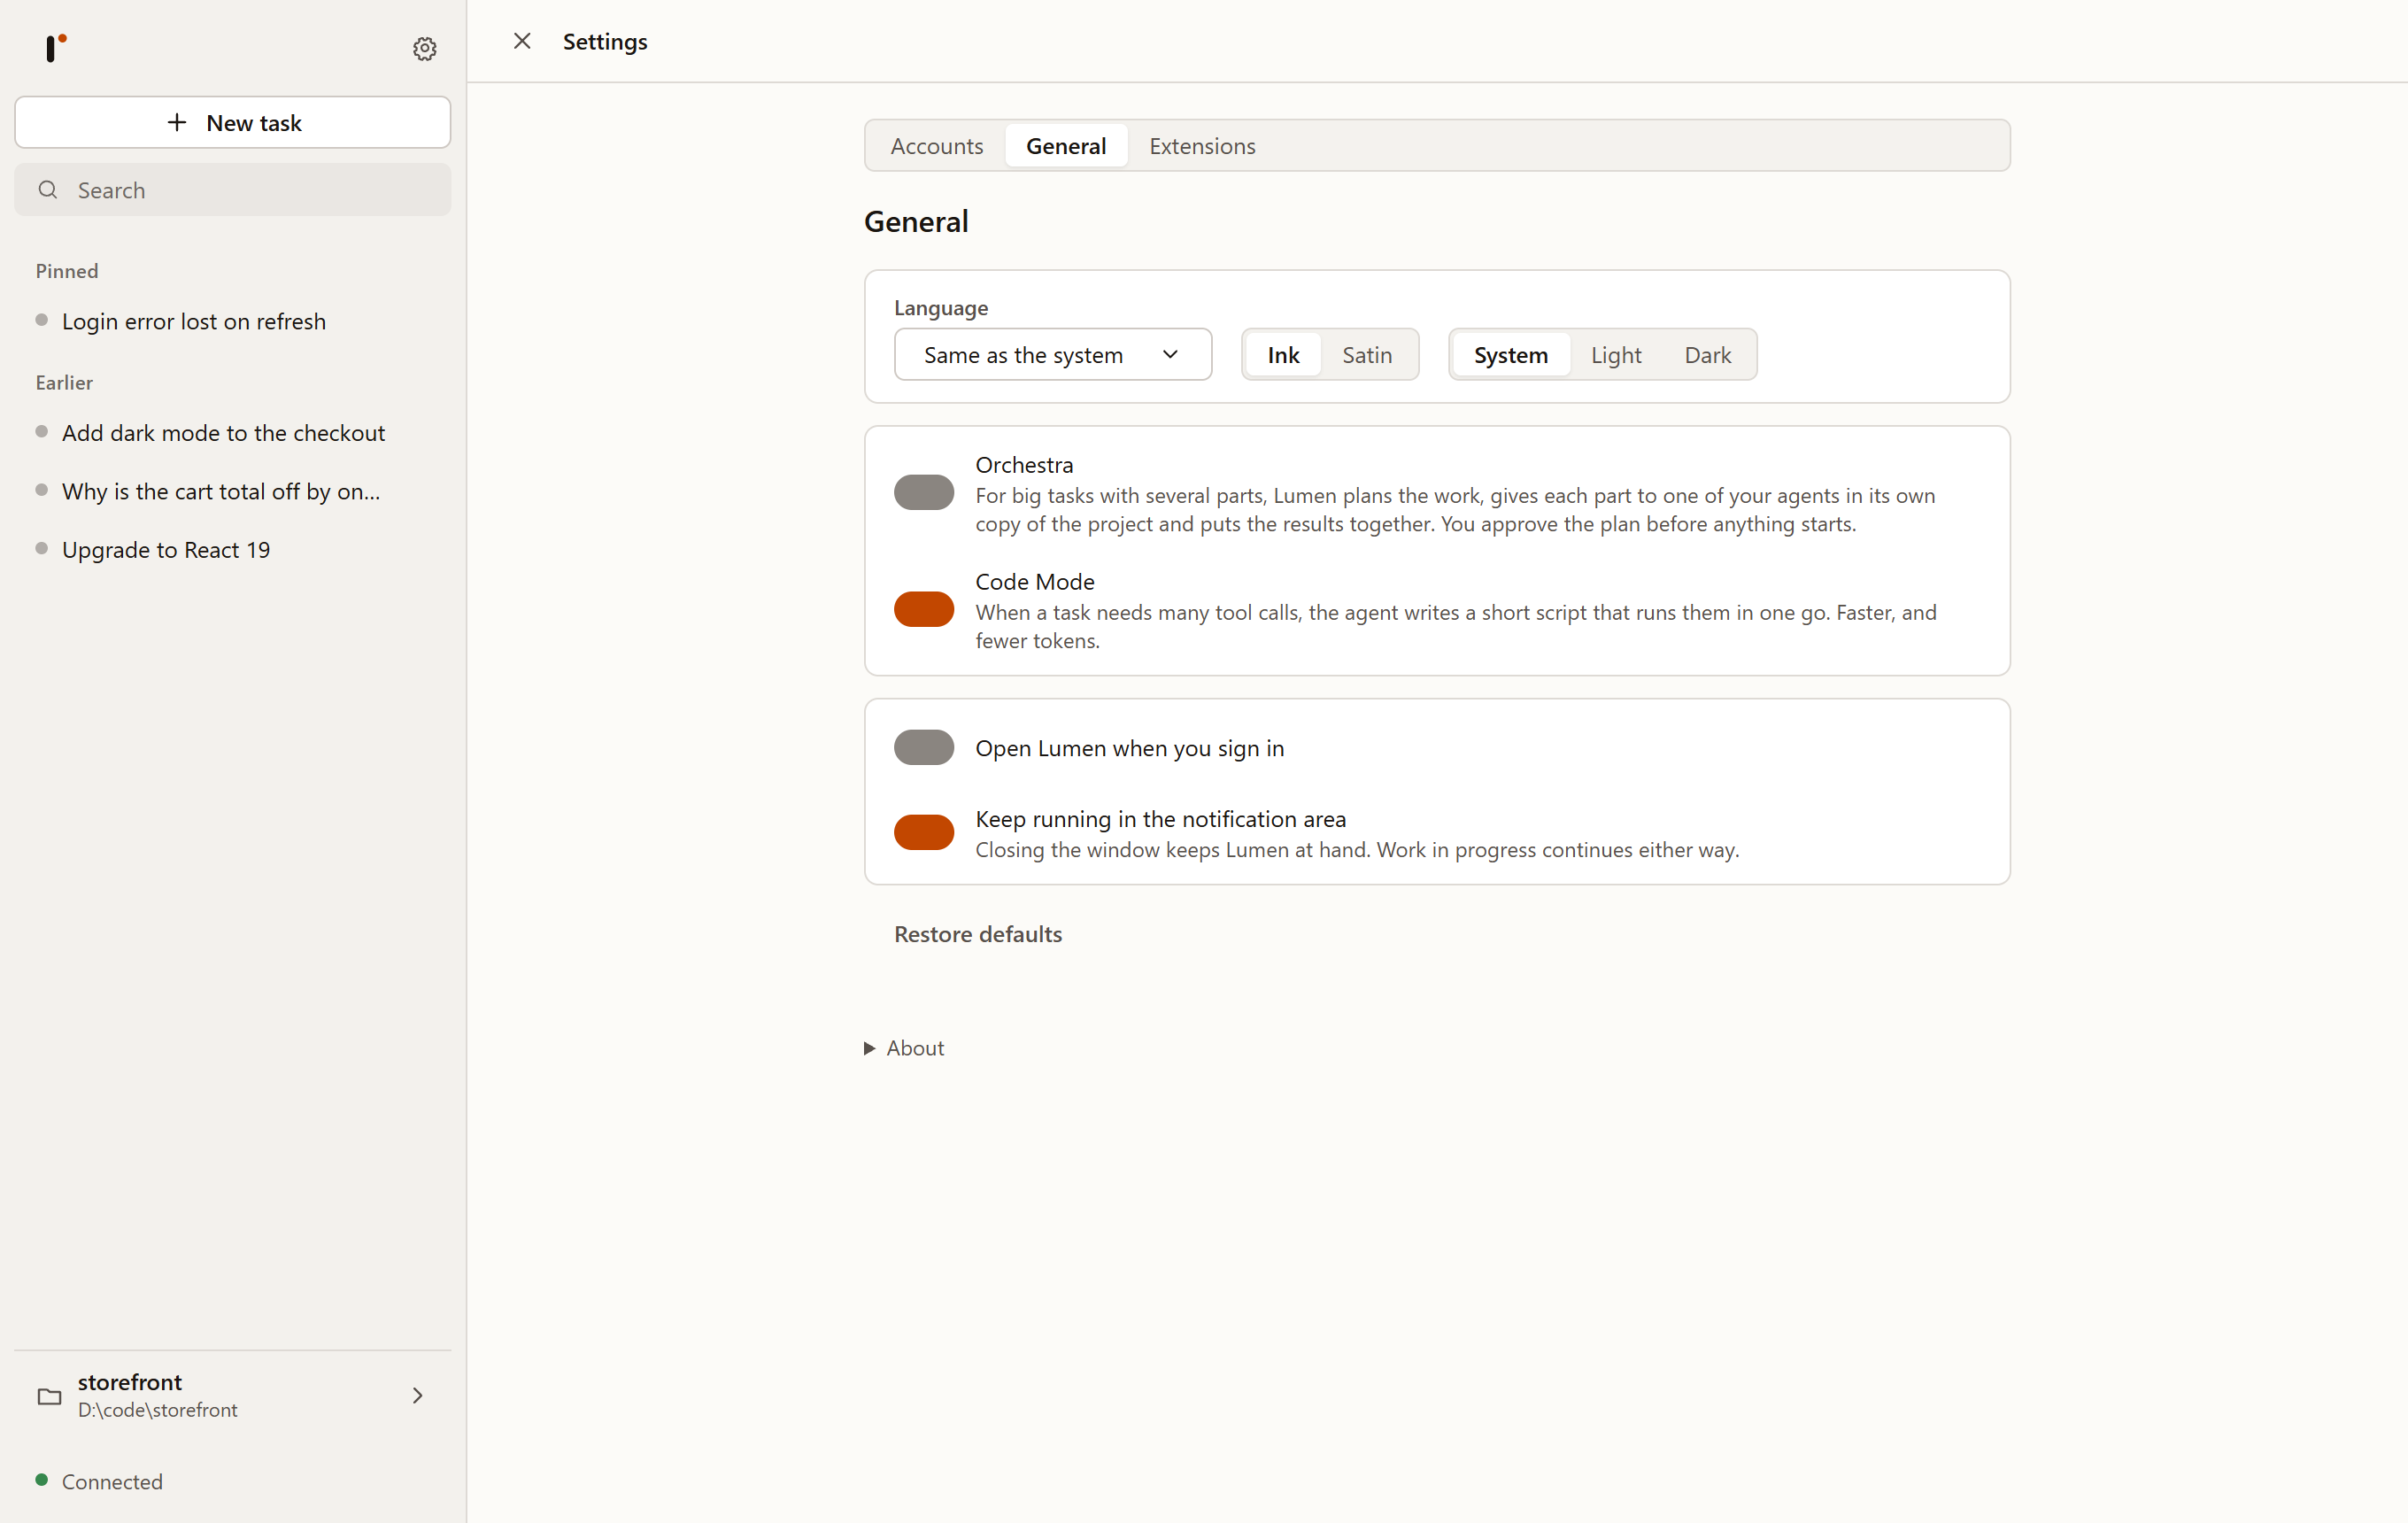 Settings
New task
Search
Pinned
Login error lost on refresh
Earlier
Add dark mode to the checkout
Why is the cart total off by on...
Upgrade to React 19
storefront
D:\code\storefront
Connected
Accounts General Extensions
General
Language
Same as the system Ink Satin System Light Dark
Orchestra
For big tasks with several parts, Lumen plans the work, gives each part to one of your agents in its own
copy of the project and puts the results together. You approve the plan before anything starts.
Code Mode
When a task needs many tool calls, the agent writes a short script that runs them in one go. Faster, and
fewer tokens.
Open Lumen when you sign in
Keep running in the notification area
Closing the window keeps Lumen at hand. Work in progress continues either way.
Restore defaults
About